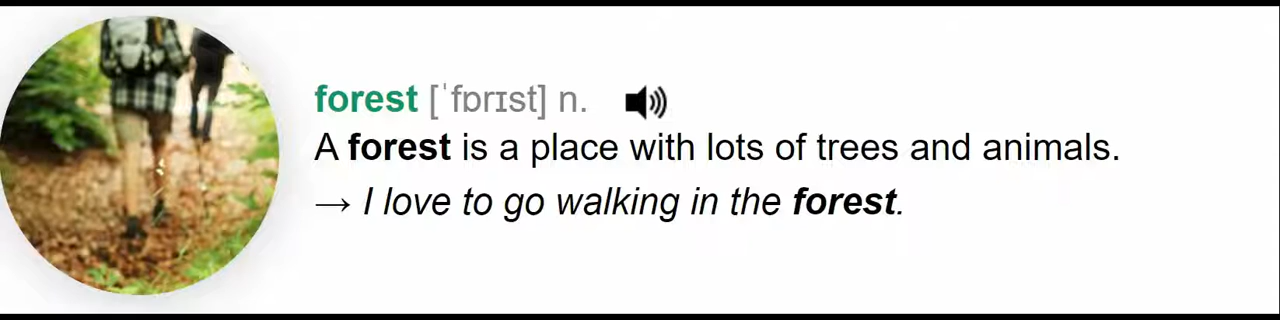 forest [ˈfɒrɪst] n.
A forest is a place with lots of trees and animals.
→ I love to go walking in the forest.